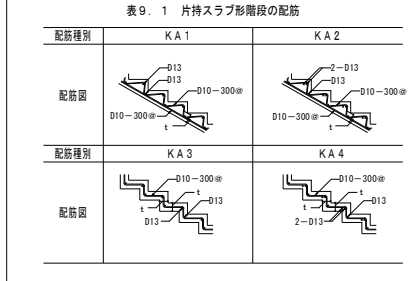 表9．1　片持スラブ形階段の配筋
配筋種別　KA1　KA2
配筋図
D13
D13
D10－300@
D10－300@
t
2－D13
D13
D10－300@
D10－300@
t
配筋種別　KA3　KA4
配筋図
D10－300@
t
t
D13
D13
D10－300@
t
t
D13
2－D13